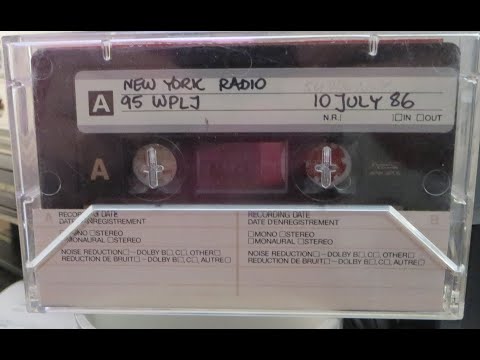 A
NEW YORK RADIO
95 WPLJ 10 JULY 86
N.R. ☐IN ☐OUT
A
A B
RECORDING DATE RECORDING DATE
DATE D'ENREGISTREMENT DATE D'ENREGISTREMENT
☐MONO ☐STEREO ☐MONO ☐STEREO
☐MONAURAL ☐STEREO ☐MONAURAL ☐STEREO
NOISE REDUCTION☐—DOLBY B☐, C☐, OTHER☐ NOISE REDUCTION☐—DOLBY B☐, C☐, OTHER☐
REDUCTION DE BRUIT☐—DOLBY B☐, C☐, AUTRE☐ REDUCTION DE BRUIT☐—DOLBY B☐, C☐, AUTRE☐